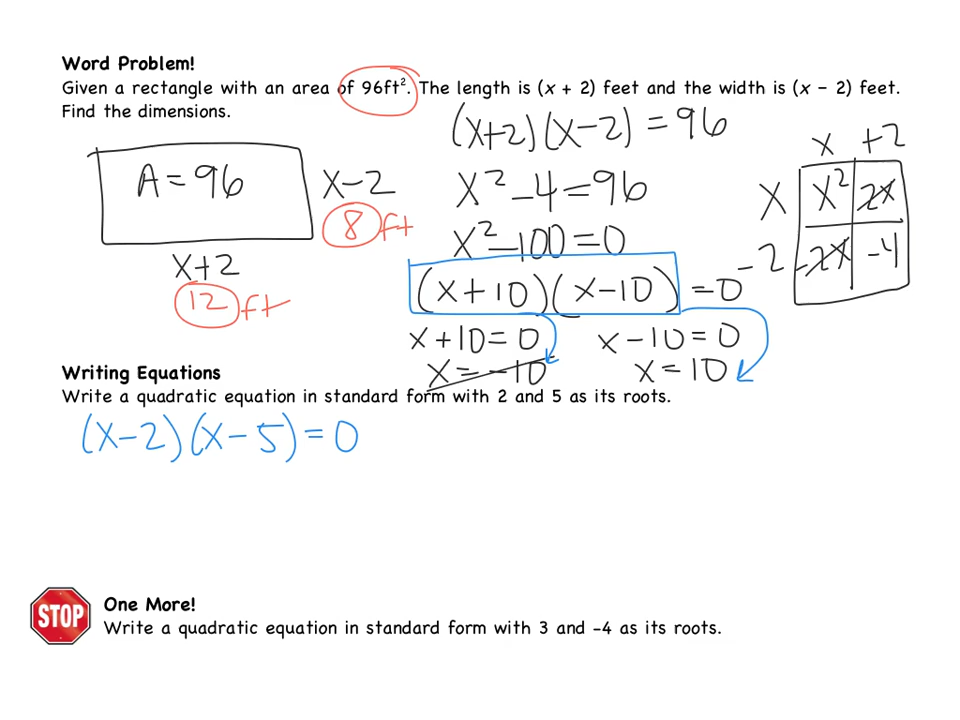 Word Problem!
Given a rectangle with an area of 96ft². The length is (x + 2) feet and the width is (x – 2) feet.
Find the dimensions.
(x+2)(x-2) = 96
A = 96
x-2
8 ft
x+2
12 ft
x² - 4 = 96
x² - 100 = 0
(x+10)(x-10) = 0
x+10 = 0
x - 10 = 0
x = -10
x = 10
x +2
x x² 2x
-2 -2x -4
Writing Equations
Write a quadratic equation in standard form with 2 and 5 as its roots.
(x-2)(x-5) = 0
STOP
One More!
Write a quadratic equation in standard form with 3 and -4 as its roots.